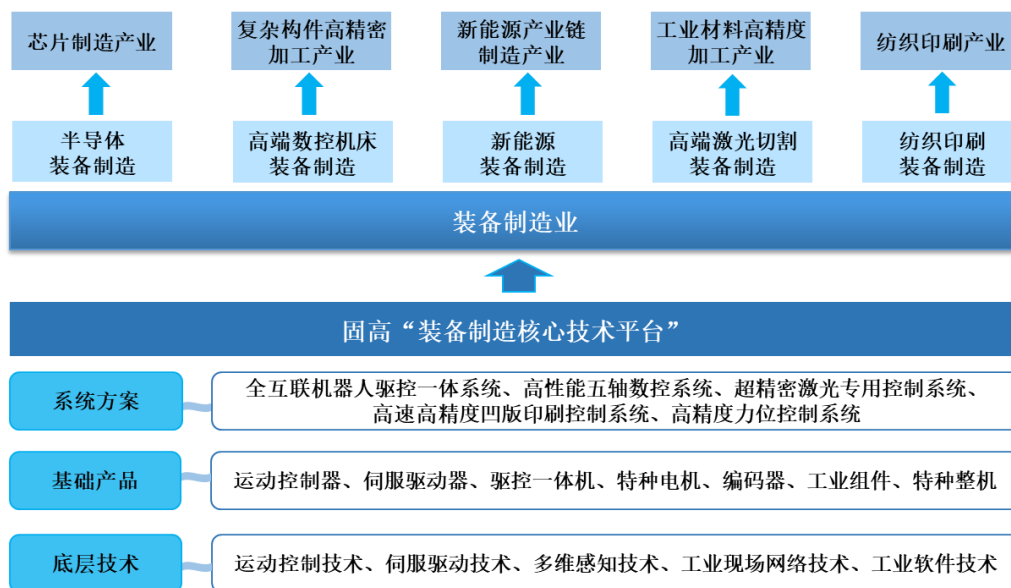 芯片制造产业
复杂构件高精密
加工产业
新能源产业链
制造产业
工业材料高精度
加工产业
纺织印刷产业
半导体
装备制造
高端数控机床
装备制造
新能源
装备制造
高端激光切割
装备制造
纺织印刷
装备制造
装备制造业
固高“装备制造核心技术平台”
系统方案
全互联机器人驱控一体系统、高性能五轴数控系统、超精密激光专用控制系统、
高速高精度凹版印刷控制系统、高精度力位控制系统
基础产品
运动控制器、伺服驱动器、驱控一体机、特种电机、编码器、工业组件、特种整机
底层技术
运动控制技术、伺服驱动技术、多维感知技术、工业现场网络技术、工业软件技术